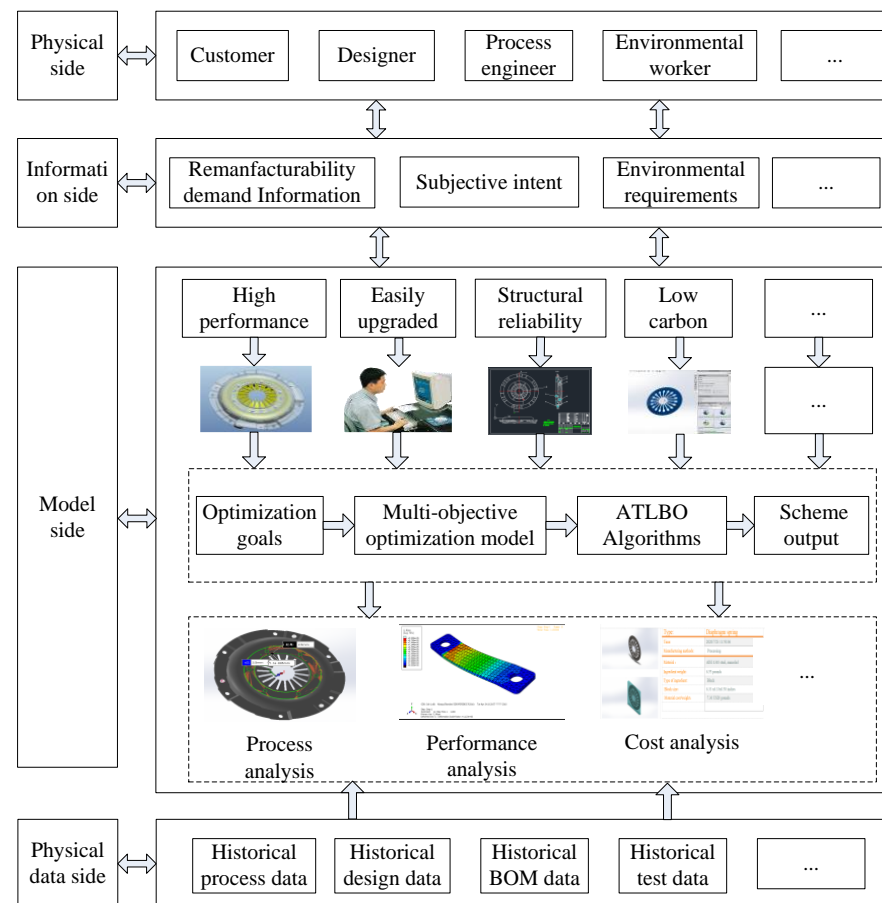 Physical
side
Customer
Designer
Process
engineer
Environmental
worker
...
Informati
on side
Remanfacturability
demand Information
Subjective intent
Environmental
requirements
...
Model
side
High
performance
Easily
upgraded
Structural
reliability
Low
carbon
...
...
Optimization
goals
Multi-objective
optimization model
ATLBO
Algorithms
Scheme
output
Type
Diaphragm spring
Process
analysis
Performance
analysis
Cost analysis
...
Physical
data side
Historical
process data
Historical
design data
Historical
BOM data
Historical
test data
...